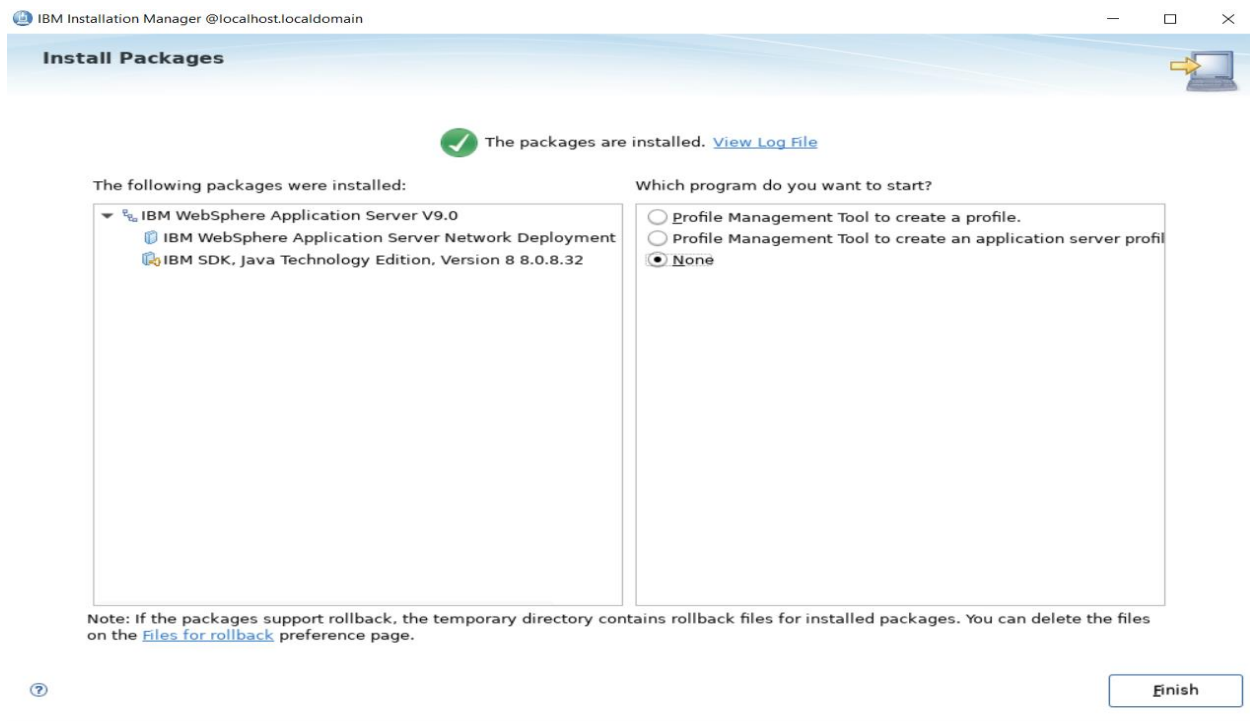 IBM Installation Manager @localhost.localdomain
Install Packages
The packages are installed. View Log File
The following packages were installed:
IBM WebSphere Application Server V9.0
IBM WebSphere Application Server Network Deployment
IBM SDK, Java Technology Edition, Version 8 8.0.8.32
Which program do you want to start?
Profile Management Tool to create a profile.
Profile Management Tool to create an application server profil
None
Note: If the packages support rollback, the temporary directory contains rollback files for installed packages. You can delete the files
on the Files for rollback preference page.
?
Finish